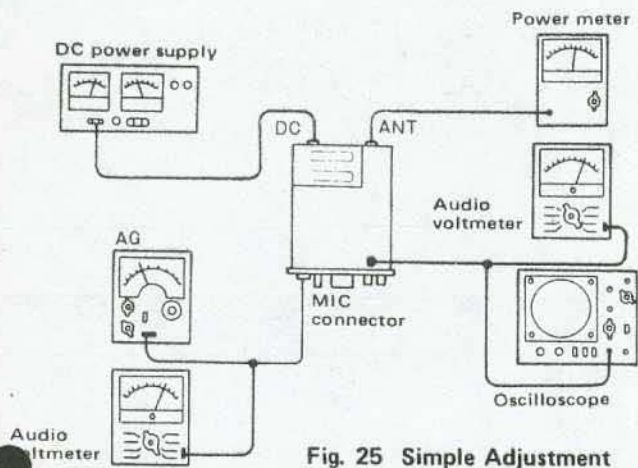 Power meter
DC power supply
DC
ANT
Audio
voltmeter
AG
MIC
connector
Oscilloscope
Audio
Fig. 25 Simple Adjustment